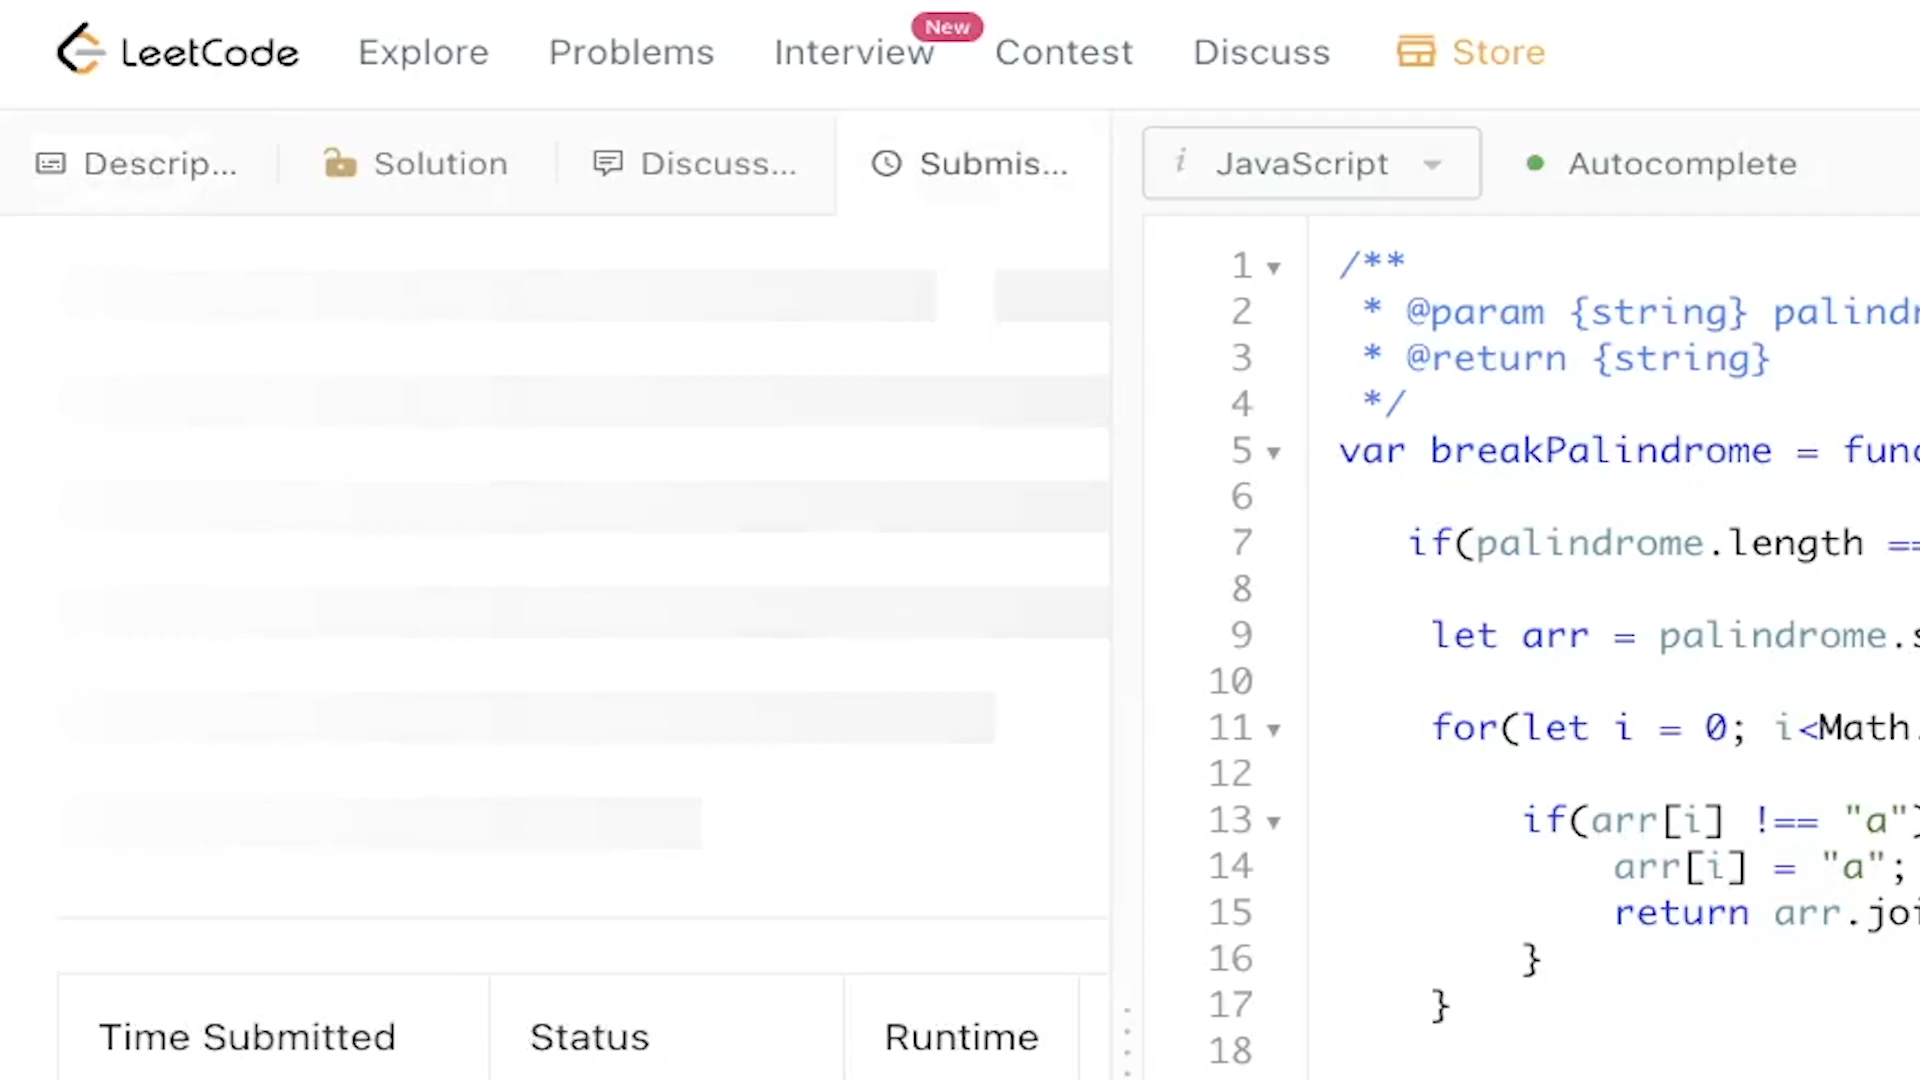 LeetCode Explore Problems Interview New Contest Discuss Store
Descrip... Solution Discuss... Submis...
i JavaScript Autocomplete
1 /**
2 * @param {string}
3 * @return {string}
4 */
5 var breakPalindrome =
6
7 if(palindrome.length ==
8
9 let arr = palindrome.
10
11 for(let i = 0; i<Math.
12
13 if(arr[i] !== "a")
14 arr[i] = "a";
15 return arr.
16 }
17 }
18
Time Submitted Status Runtime